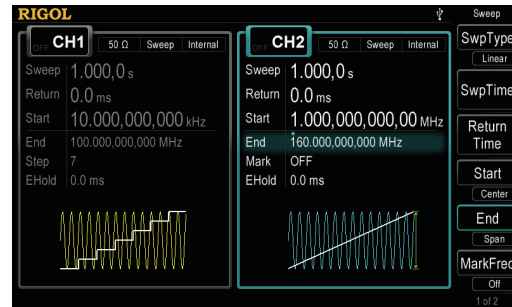 RIGOL
Sweep
OFF CH1 50 Ω Sweep Internal
Sweep 1.000,0 s
Return 0.0 ms
Start 10.000,000,000 kHz
End 100.000,000,000 MHz
Step 7
EHold 0.0 ms
OFF CH2 50 Ω Sweep Internal
Sweep 1.000,0 s
Return 0.0 ms
Start 1.000,000,000,00 MHz
End 160.000,000,000 MHz
Mark OFF
EHold 0.0 ms
SwpType
Linear
SwpTime
Return
Time
Start
Center
End
Span
MarkFreq
Off
1 of 2